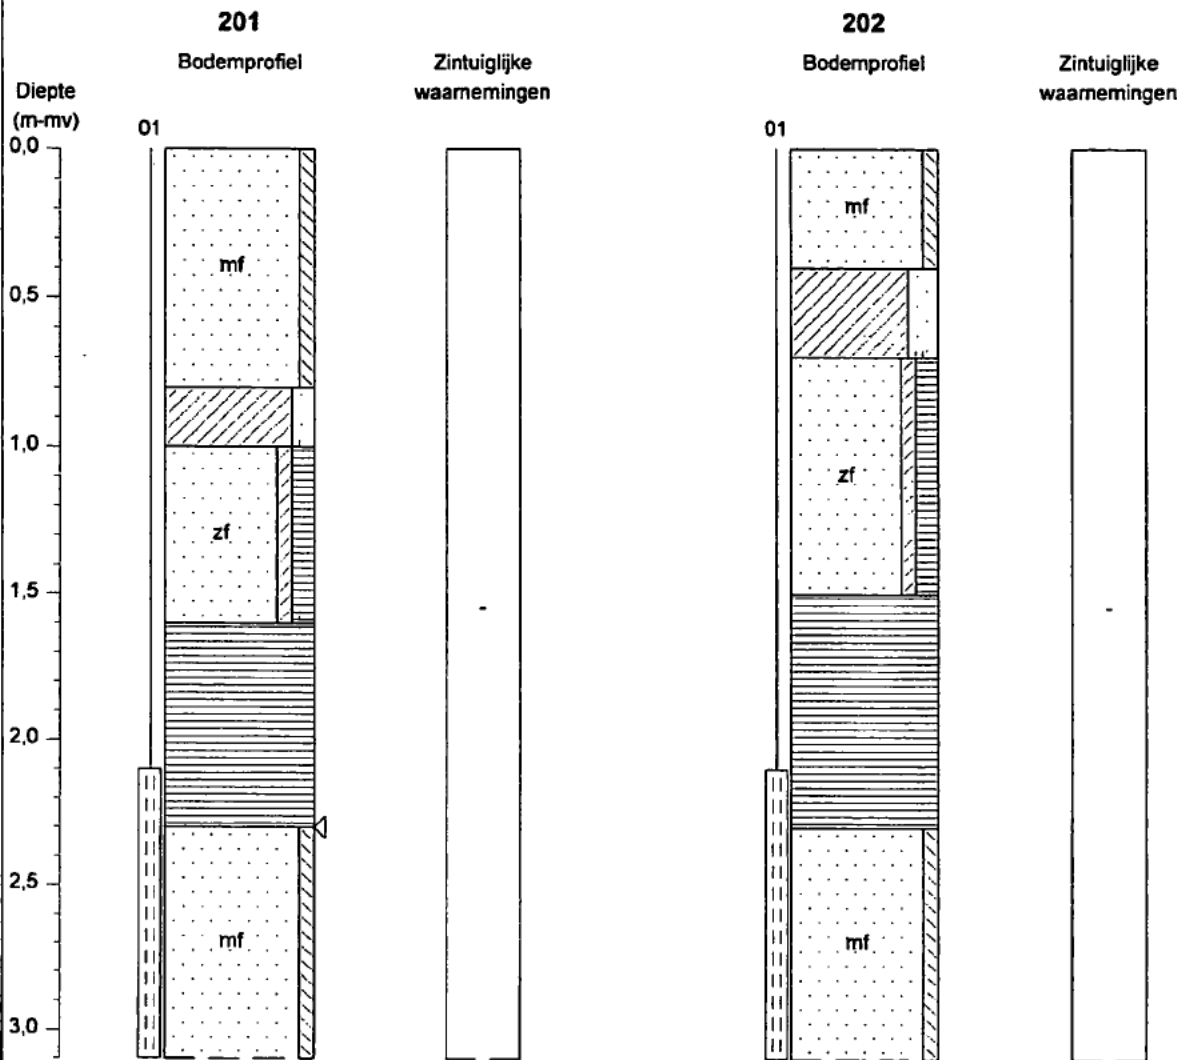 201
202
Bodemprofiel
Zintuiglijke
waarnemingen
Bodemprofiel
Zintuiglijke
waarnemingen
Diepte
(m-mv)
01
01
0,0
mf
mf
0,5
1,0
zf
zf
1,5
-
-
2,0
2,5
mf
mf
3,0